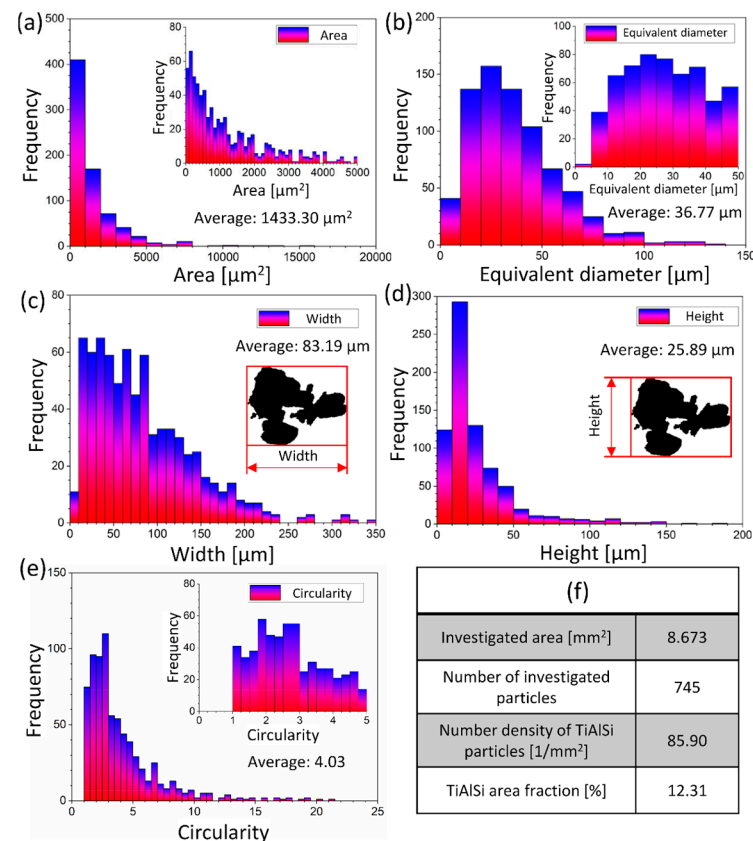 (a)
500
400
300
200
100
0
Frequency
0 5000 10000 15000 20000
Area [µm²]
Area
80
60
40
20
0
Frequency
0 1000 2000 3000 4000 5000
Area [µm²]
Average: 1433.30 µm²
(b)
200
150
100
50
0
Frequency
0 50 100 150
Equivalent diameter [µm]
Equivalent diameter
100
80
60
40
20
0
Frequency
0 10 20 30 40 50
Equivalent diameter [µm]
Average: 36.77 µm
(c)
80
60
40
20
0
Frequency
0 50 100 150 200 250 300 350
Width [µm]
Width
Average: 83.19 µm
Width
(d)
300
250
200
150
100
50
0
Frequency
0 50 100 150 200
Height [µm]
Height
Average: 25.89 µm
Height
(e)
150
100
50
0
Frequency
0 5 10 15 20 25
Circularity
Circularity
80
60
40
20
0
Frequency
0 1 2 3 4 5
Circularity
Average: 4.03
(f)
Investigated area [mm²] 8.673
Number of investigated
particles 745
Number density of TiAlSi
particles [1/mm²] 85.90
TiAlSi area fraction [%] 12.31